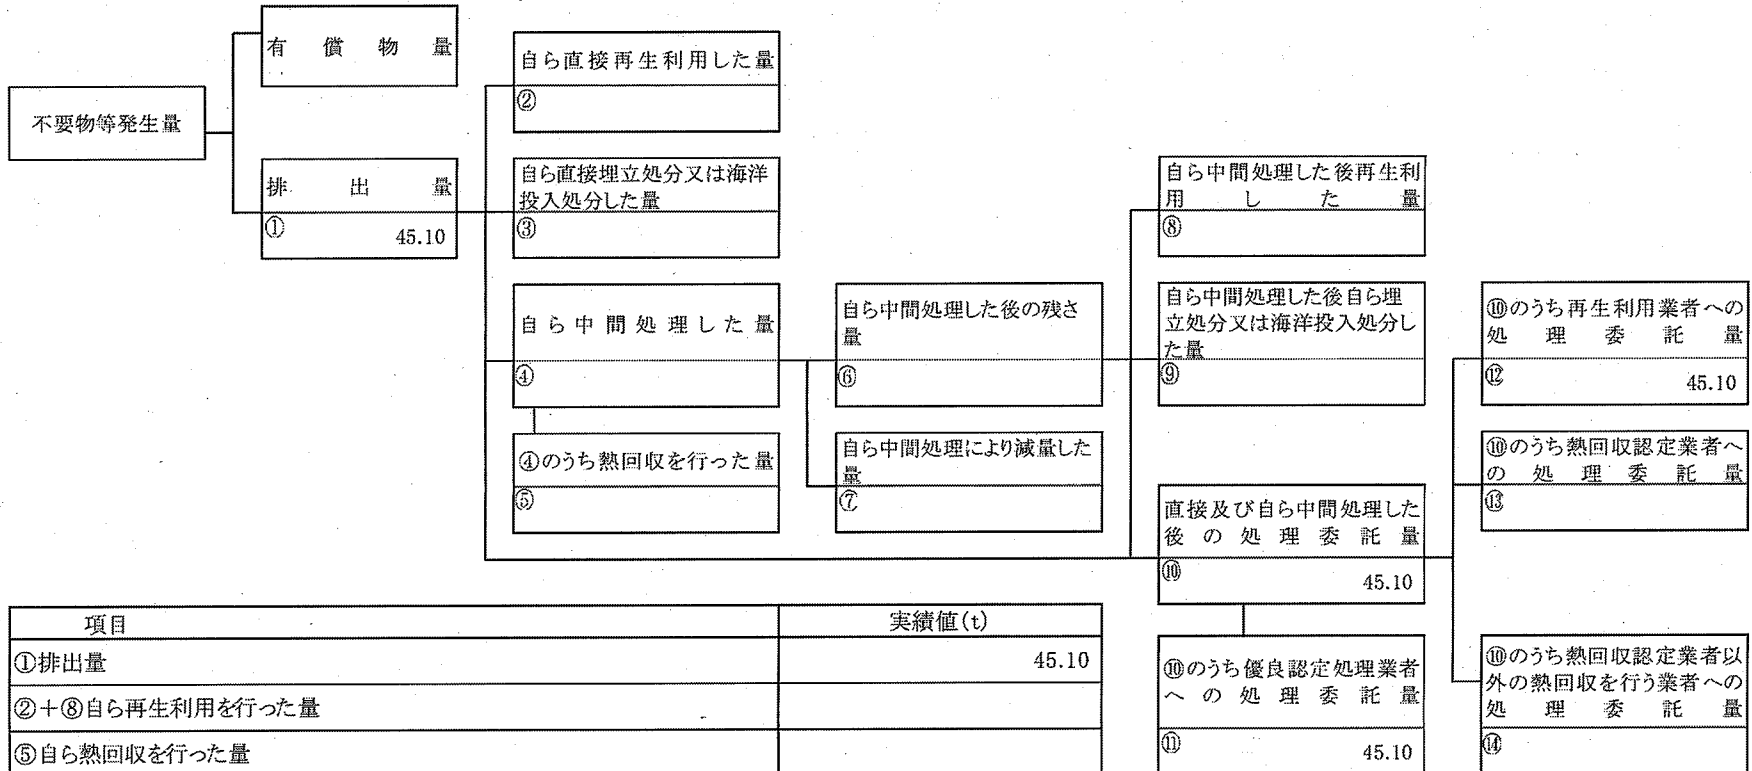 不要物等発生量
有償物量
排出量
①
45.10
自ら直接再生利用した量
②
自ら直接埋立処分又は海洋
投入処分した量
③
自ら中間処理した量
④
④のうち熱回収を行った量
⑤
自ら中間処理した後の残さ
量
⑥
自ら中間処理により減量した
量
⑦
自ら中間処理した後再生利
用した量
⑧
自ら中間処理した後自ら埋
立処分又は海洋投入処分し
た量
⑨
直接及び自ら中間処理した
後の処理委託量
⑩
45.10
⑩のうち優良認定処理業者
への処理委託量
⑪
45.10
⑩のうち再生利用業者への
処理委託量
⑫
45.10
⑩のうち熱回収認定業者へ
の処理委託量
⑬
⑩のうち熱回収認定業者以
外の熱回収を行う業者への
処理委託量
⑭
項目 実績値(t)
①排出量 45.10
②+⑧自ら再生利用を行った量
⑤自ら熱回収を行った量